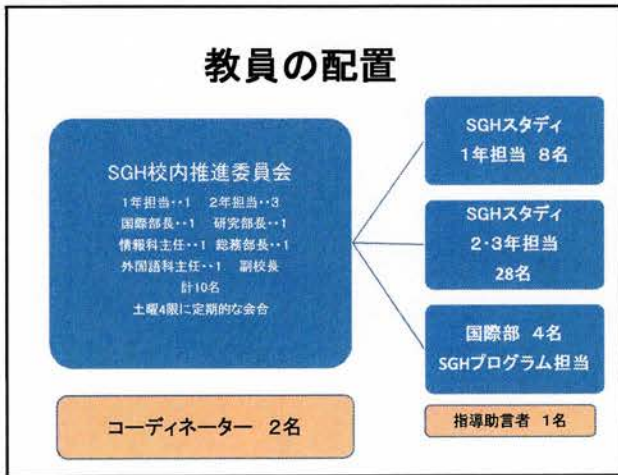 教員の配置
SGH校内推進委員会
1年担当・・1　2年担当・・3
国際部長・・1　研究部長・・1
情報科主任・・1　総務部長・・1
外国語科主任・・1　副校長
計10名
土曜4限に定期的な会合
コーディネーター　2名
SGHスタディ
1年担当　8名
SGHスタディ
2・3年担当
28名
国際部　4名
SGHプログラム担当
指導助言者　1名